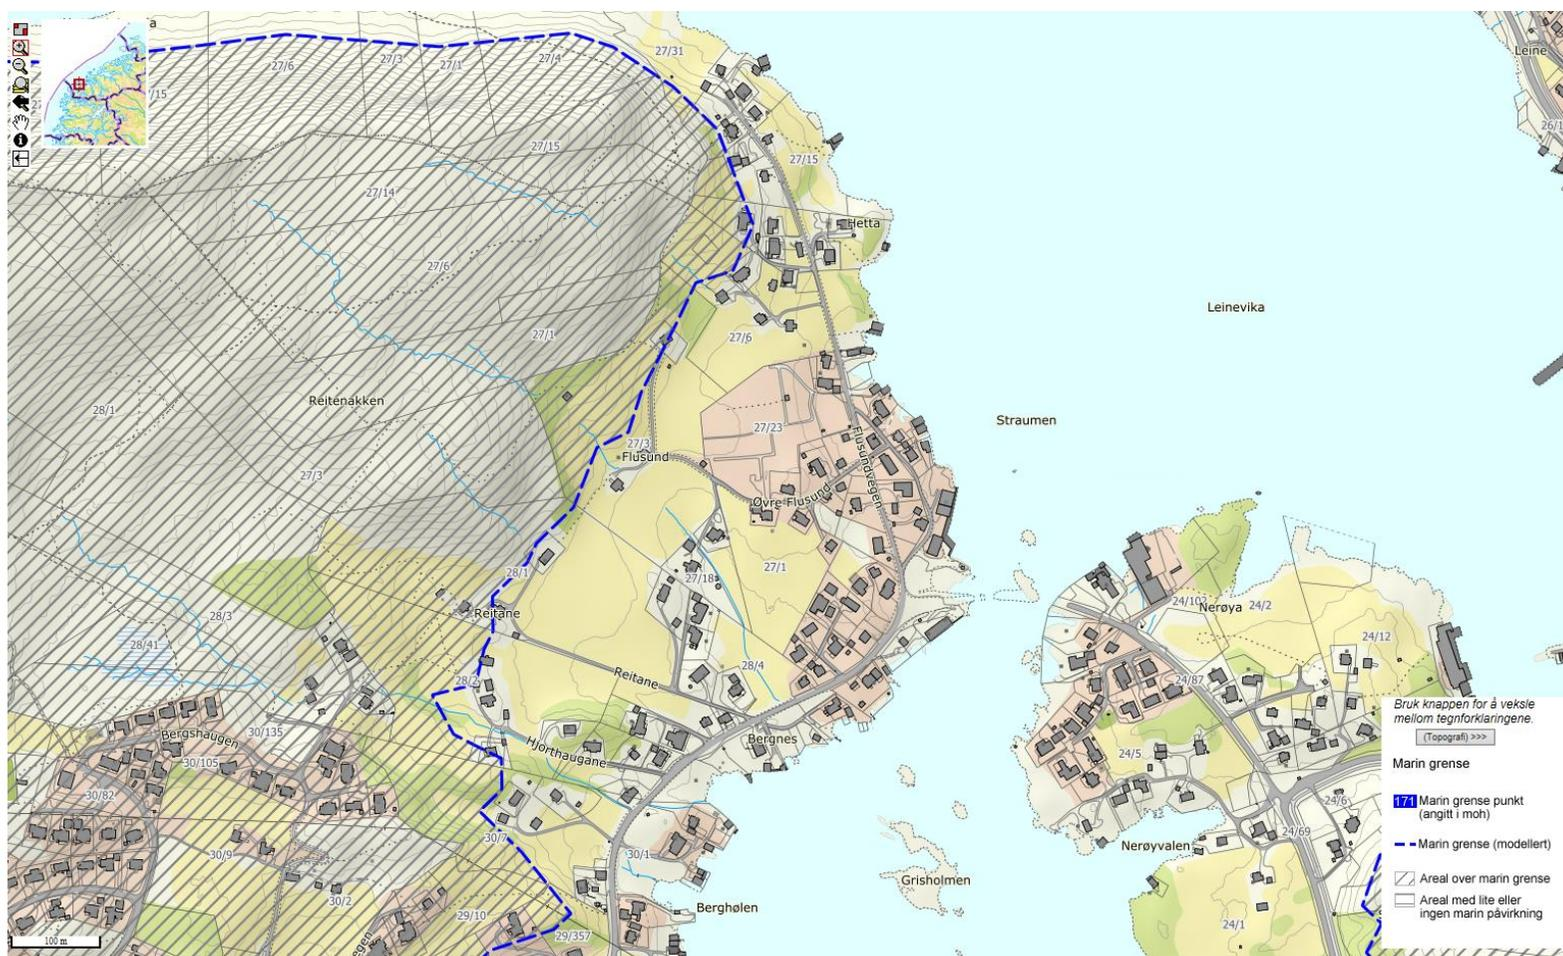 a
27/31
Leine
27/6
27/3
27/1
27/4
26/1
27/15
27/15
27/14
Hetta
27/6
Leinevika
27/1
27/6
Reitenakken
28/1
Straumen
27/23
27/3
Flusund
Flusundvegen
27/3
Øvre Flusund
28/1
27/18
27/1
24/102
Nerøya
24/2
28/3
Reitane
24/12
28/41
28/4
Reitane
28/2
24/87
30/135
Bergshaugen
Bergnes
Hjorthaugane
24/5
30/105
30/82
24/6
30/7
24/69
Nerøyvalen
30/9
30/1
Grisholmen
30/2
Berghølen
29/10
24/1
29/357
100 m
Bruk knappen for å veksle
mellom tegnforklaringene.
(Topografi) >>>
Marin grense
171 Marin grense punkt
(angitt i moh)
Marin grense (modellert)
Areal over marin grense
Areal med lite eller
ingen marin påvirkning